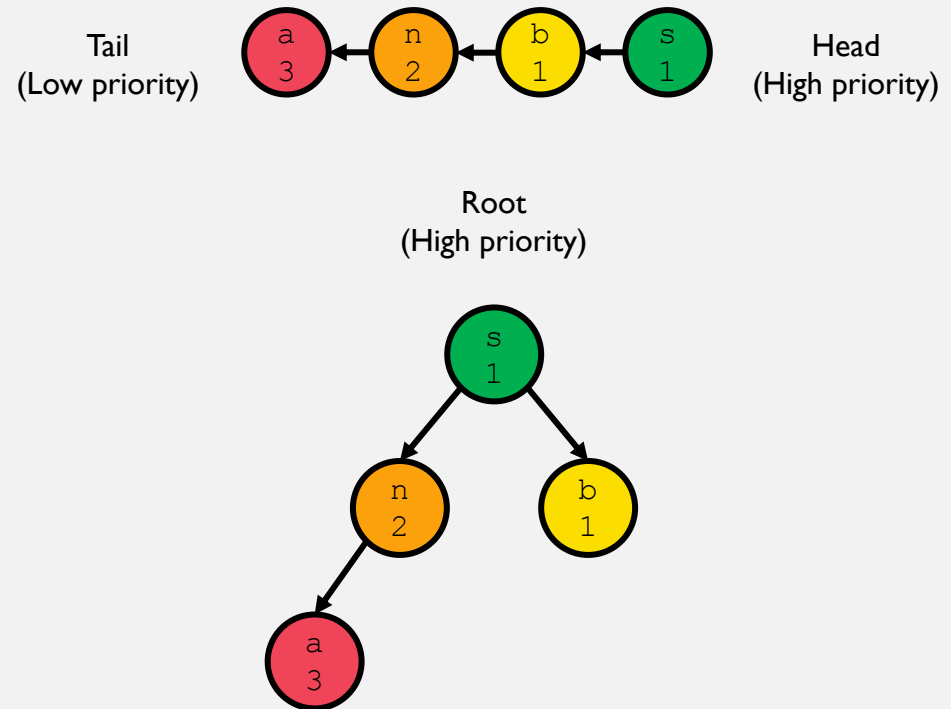 Tail
(Low priority)
a
3
n
2
b
1
s
1
Head
(High priority)
Root
(High priority)
s
1
n
2
b
1
a
3